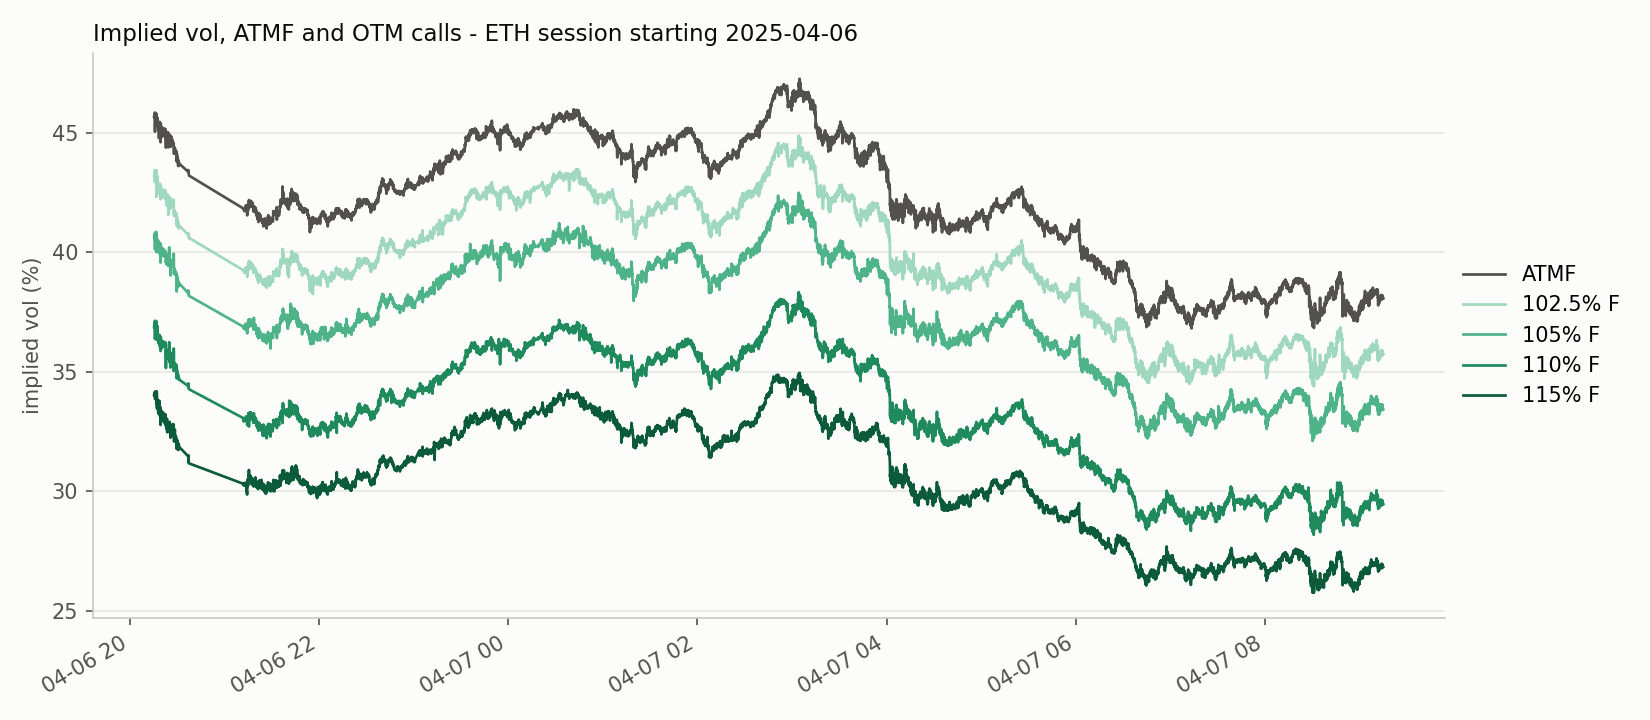 Implied vol, ATMF and OTM calls - ETH session starting 2025-04-06
implied vol (%)
45
40
35
30
25
04-06 20
04-06 22
04-07 00
04-07 02
04-07 04
04-07 06
04-07 08
ATMF
102.5% F
105% F
110% F
115% F